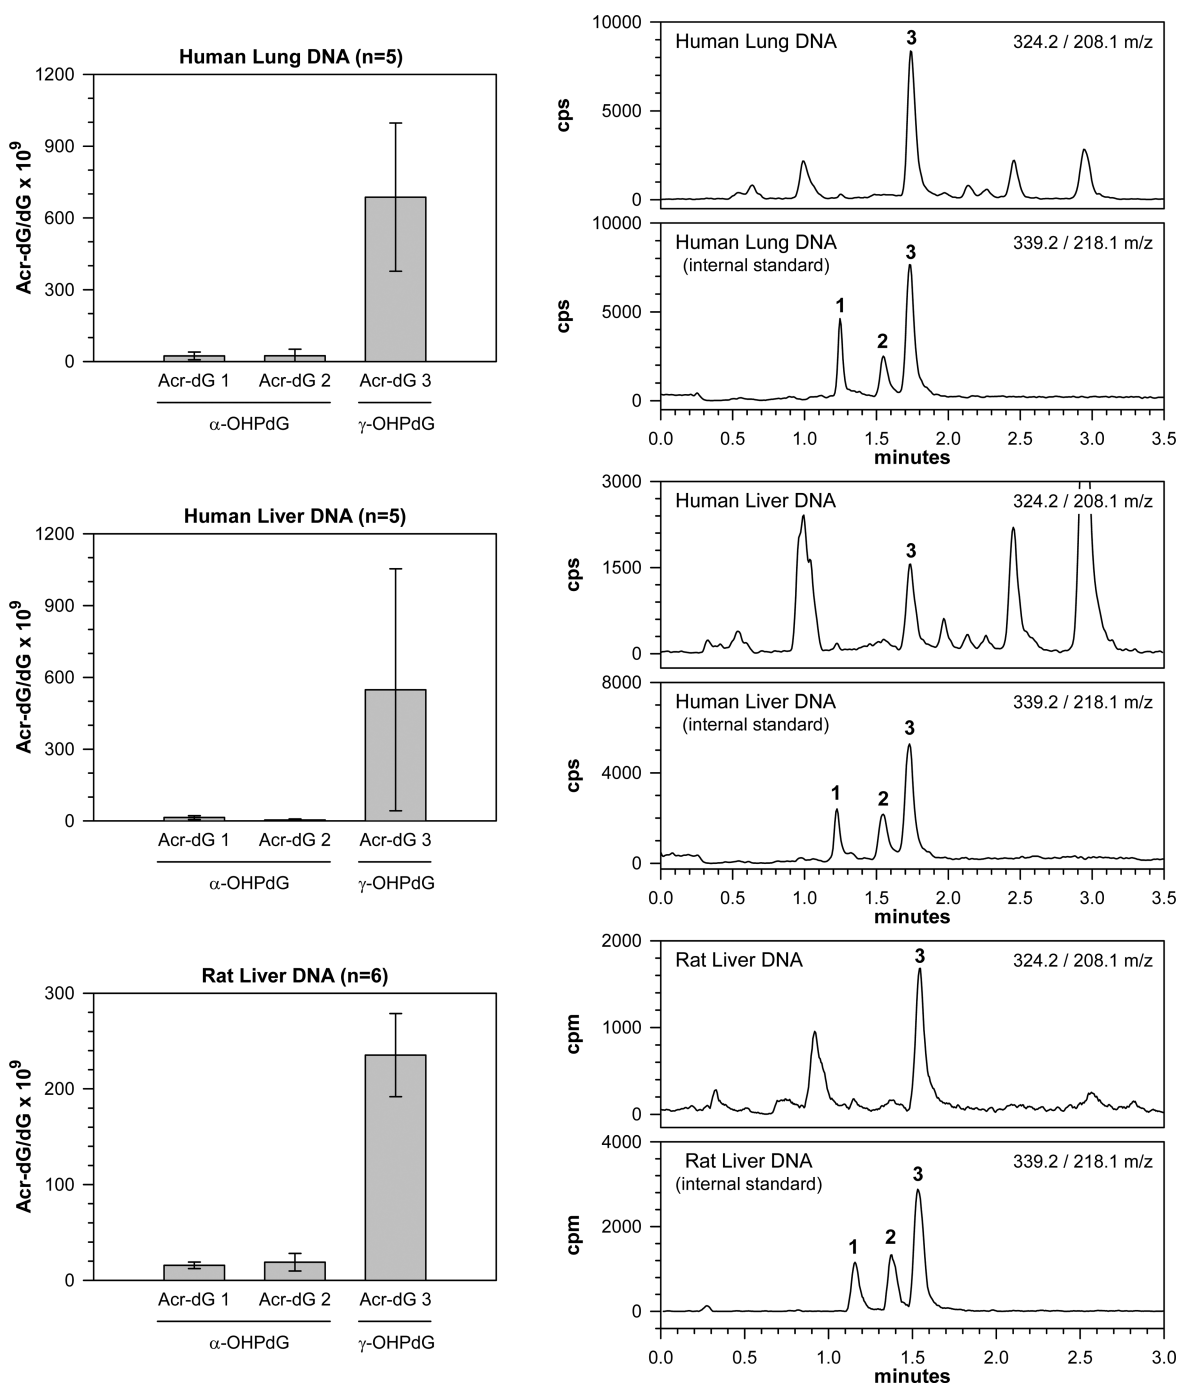 Human Lung DNA (n=5)
Acr-dG/dG x 10⁹
1200
900
600
300
0
Acr-dG 1 Acr-dG 2 Acr-dG 3
α-OHPdG γ-OHPdG
Human Lung DNA 324.2 / 208.1 m/z
3
cps
10000
5000
0
Human Lung DNA 339.2 / 218.1 m/z
(internal standard)
1 2 3
cps
10000
5000
0
0.0 0.5 1.0 1.5 2.0 2.5 3.0 3.5
minutes
Human Liver DNA (n=5)
Acr-dG/dG x 10⁹
1200
900
600
300
0
Acr-dG 1 Acr-dG 2 Acr-dG 3
α-OHPdG γ-OHPdG
Human Liver DNA 324.2 / 208.1 m/z
3
cps
3000
1500
0
Human Liver DNA 339.2 / 218.1 m/z
(internal standard)
1 2 3
cps
8000
4000
0
0.0 0.5 1.0 1.5 2.0 2.5 3.0 3.5
minutes
Rat Liver DNA (n=6)
Acr-dG/dG x 10⁹
300
200
100
0
Acr-dG 1 Acr-dG 2 Acr-dG 3
α-OHPdG γ-OHPdG
Rat Liver DNA 324.2 / 208.1 m/z
3
cpm
2000
1000
0
Rat Liver DNA 339.2 / 218.1 m/z
(internal standard)
1 2 3
cpm
4000
2000
0
0.0 0.5 1.0 1.5 2.0 2.5 3.0
minutes